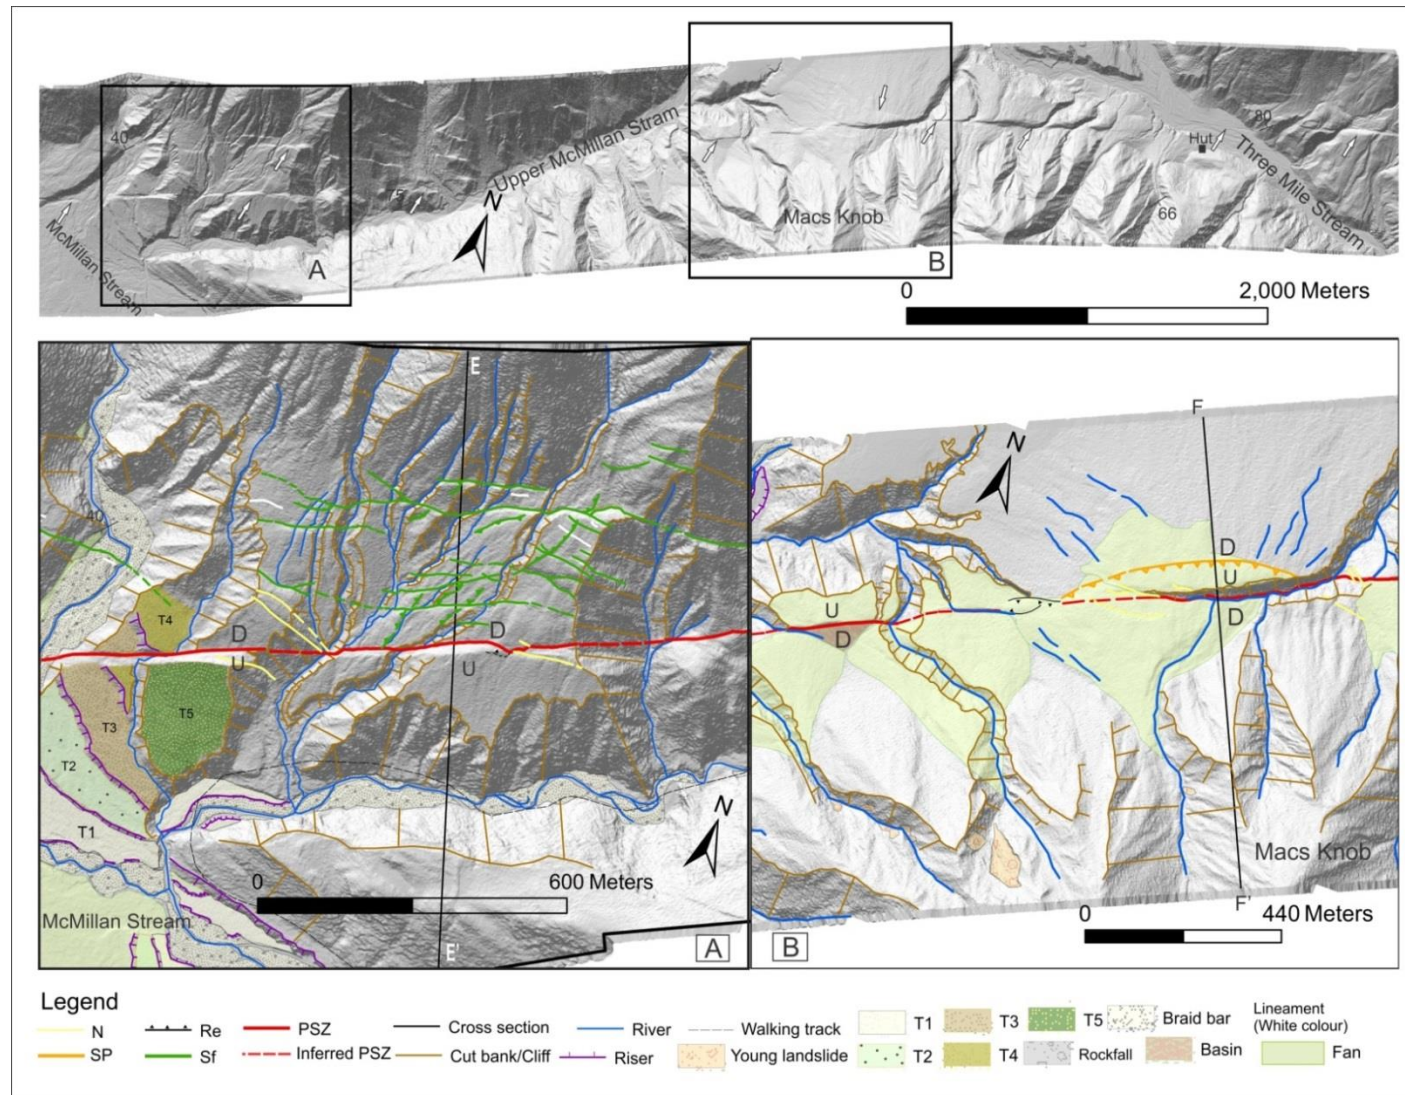 40
McMillan Stream
A
75
N
Upper McMillan Stram
Macs Knob
B
Hut
80
66
Three Mile Stream
0
2,000 Meters
E
40
T4
D
U
D
U
T3
T5
T2
T1
N
0
600 Meters
McMillan Stream
E'
A
F
N
D
U
D
U
D
Macs Knob
F'
0
440 Meters
B
Legend
N
Re
PSZ
Cross section
River
Walking track
T1
T3
T5
Braid bar
Lineament
(White colour)
SP
Sf
Inferred PSZ
Cut bank/Cliff
Riser
Young landslide
T2
T4
Rockfall
Basin
Fan